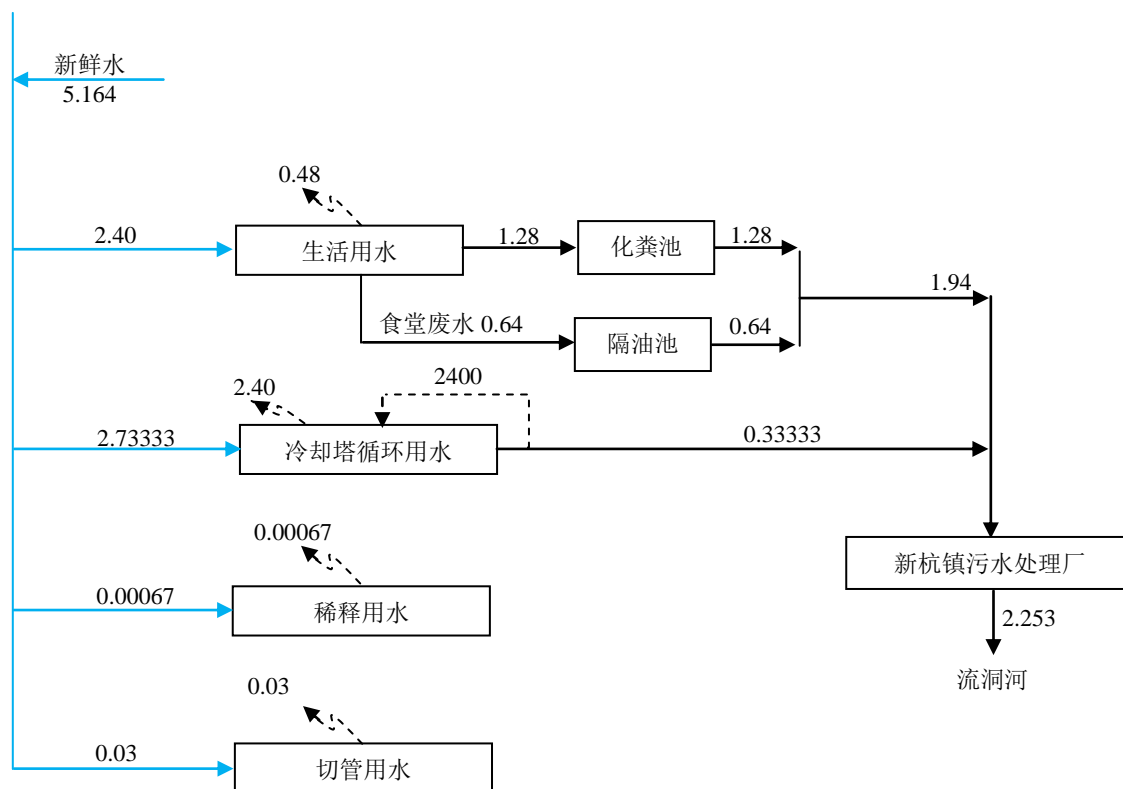 新鲜水
5.164
0.48
2.40
生活用水
1.28
化粪池
1.28
1.94
食堂废水 0.64
隔油池
0.64
2.40
2400
2.73333
冷却塔循环用水
0.33333
0.00067
新杭镇污水处理厂
0.00067
稀释用水
2.253
流洞河
0.03
0.03
切管用水